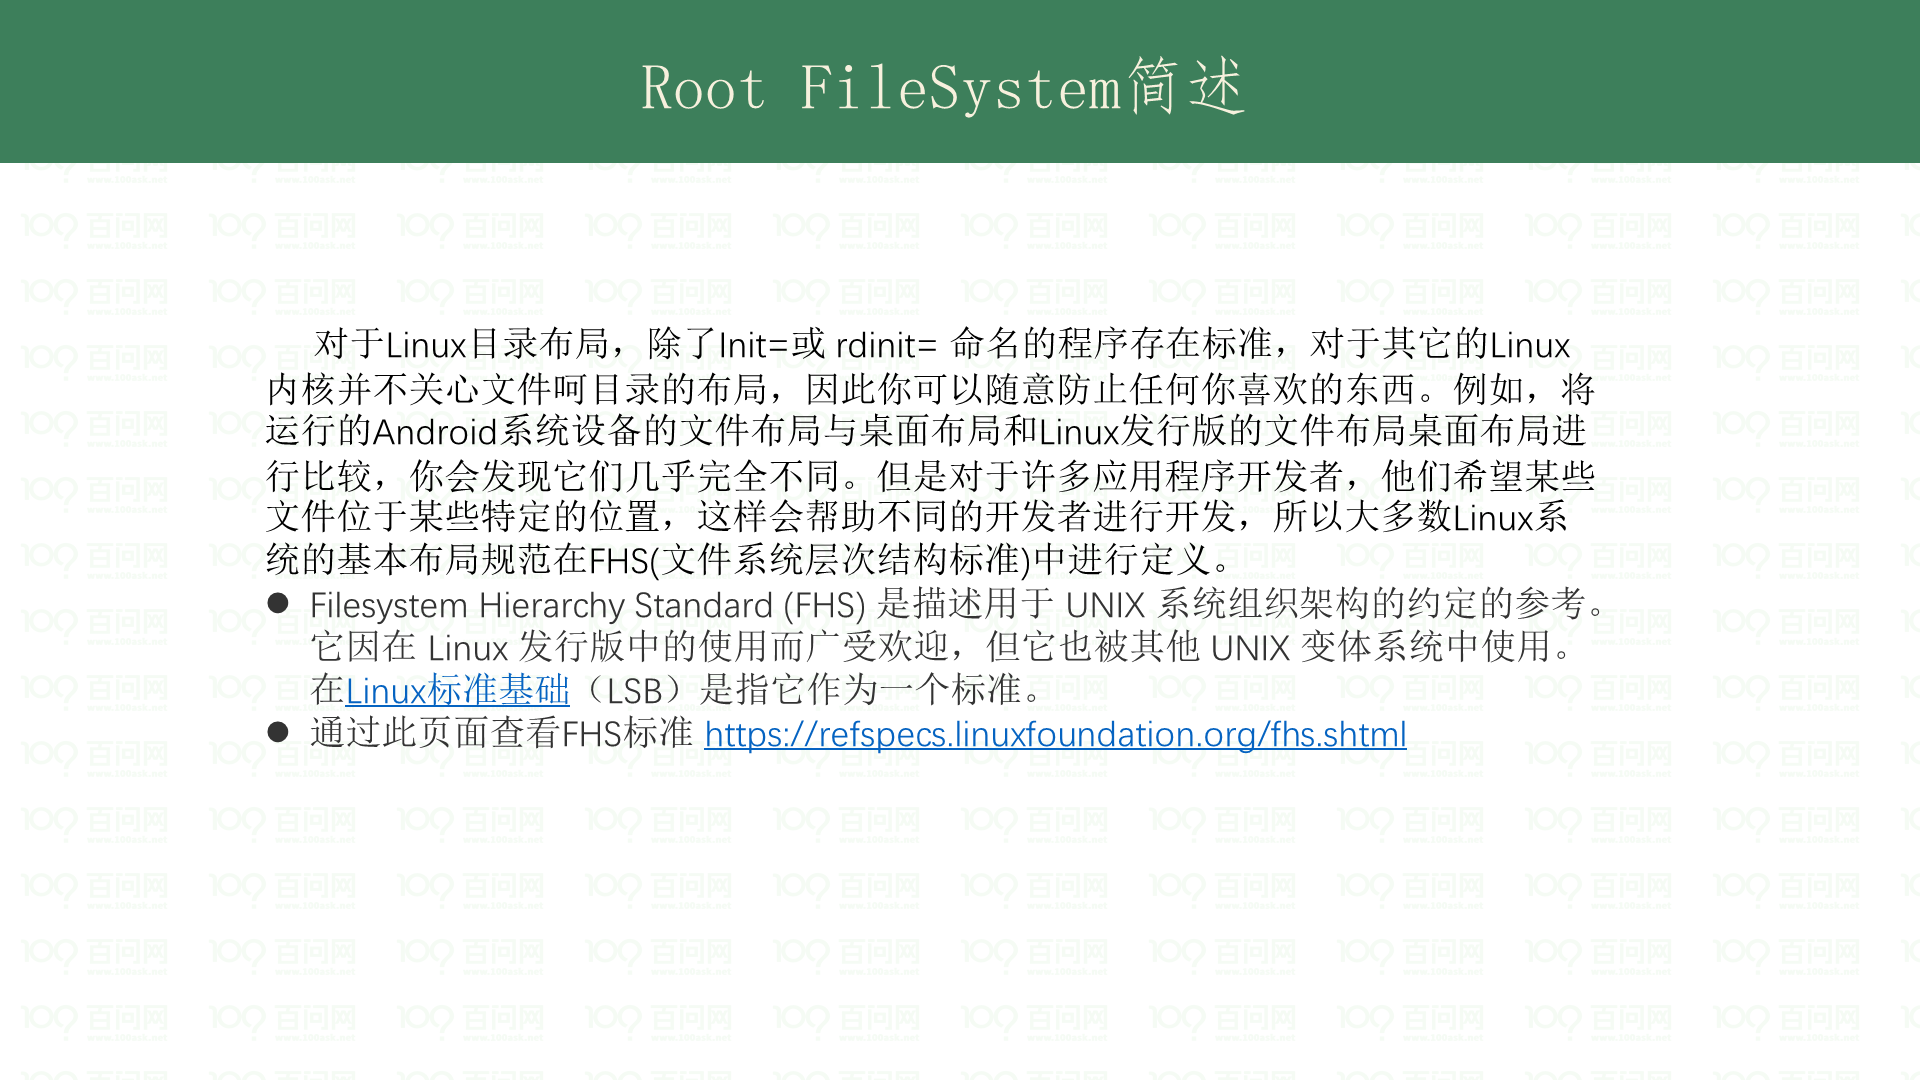 Root FileSystem简述
对于Linux目录布局，除了Init=或 rdinit= 命名的程序存在标准，对于其它的Linux
内核并不关心文件呵目录的布局，因此你可以随意防止任何你喜欢的东西。例如，将
运行的Android系统设备的文件布局与桌面布局和Linux发行版的文件布局桌面布局进
行比较，你会发现它们几乎完全不同。但是对于许多应用程序开发者，他们希望某些
文件位于某些特定的位置，这样会帮助不同的开发者进行开发，所以大多数Linux系
统的基本布局规范在FHS(文件系统层次结构标准)中进行定义。
● Filesystem Hierarchy Standard (FHS) 是描述用于 UNIX 系统组织架构的约定的参考。
它因在 Linux 发行版中的使用而广受欢迎，但它也被其他 UNIX 变体系统中使用。
在Linux标准基础（LSB）是指它作为一个标准。
● 通过此页面查看FHS标准 https://refspecs.linuxfoundation.org/fhs.shtml